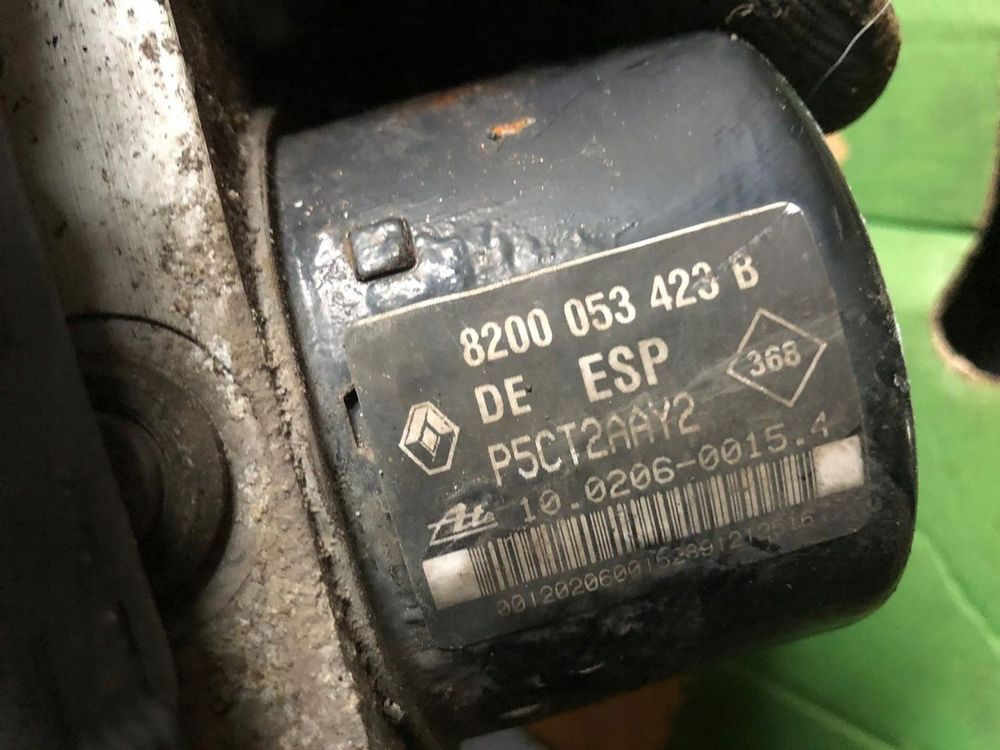 8200 053 423 B
DE ESP
368
P5CT2AAY2
10.0206-0015.4